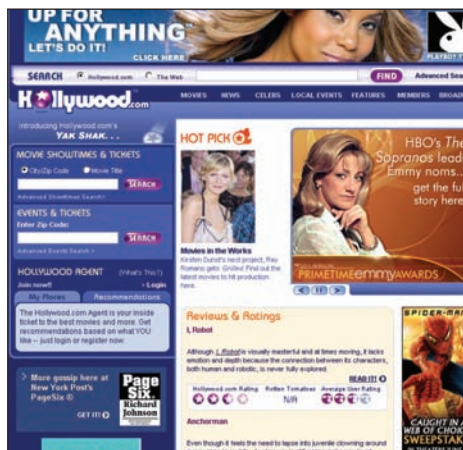 UP FOR
ANYTHING
LET'S DO IT!
CLICK HERE
PLAYBOY T
SEARCH Hollywood.com The Web FIND Advanced Sea
Hollywood.com
MOVIES NEWS CELEBS LOCAL EVENTS FEATURES MEMBERS BROAD
Introducing Hollywood.com's
YAK SHAK...
MOVIE SHOWTIMES & TICKETS
City/Zip Code Movie Title
SEARCH
Advanced Showtimes Search>
EVENTS & TICKETS
Enter Zip Code:
SEARCH
Advanced Events Search >
HOLLYWOOD AGENT (What's This?)
Join now!! > Login
My Places Recommendations
The Hollywood.com Agent is your inside
ticket to the best movies and more. Get
recommendations based on what YOU
like -- just login or register now.
> More gossip here at
New York Post's
PageSix ®
GET IT!
Page
Six
Richard
Johnson
HOT PICK
Movies in the Works
Kirsten Dunst's next project, Ray
Romano gets Grilled. Find out the
latest movies to hit production
here.
HBO's The
Sopranos lead
Emmy noms...
get the fu
story here
PRIMETIME emmy AWARDS
Reviews & Ratings
I, Robot
Although I, Robot is visually masterful and at times moving, it lacks
emotion and depth because the connection between its characters,
both human and robotic, is never fully explored.
READ IT!
Hollywood.com Rating Rotten Tomatoes Average User Rating
N/A
Anchorman
Even though it feels the need to lapse into juvenile clowning around
SPIDER-MAN
CAUGHT IN A
WEB OF CHOIC
SWEEPSTAK
IN THEATERS JUNE